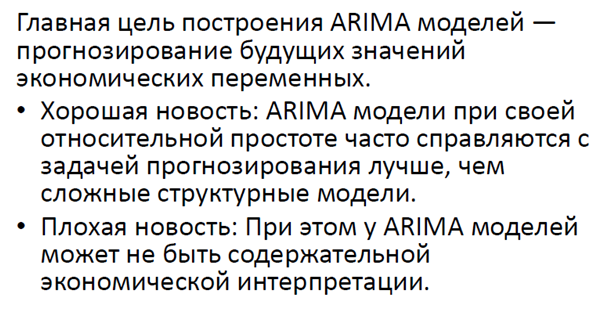 Главная цель построения ARIMA моделей —
прогнозирование будущих значений
экономических переменных.
• Хорошая новость: ARIMA модели при своей
относительной простоте часто справляются с
задачей прогнозирования лучше, чем
сложные структурные модели.
• Плохая новость: При этом у ARIMA моделей
может не быть содержательной
экономической интерпретации.